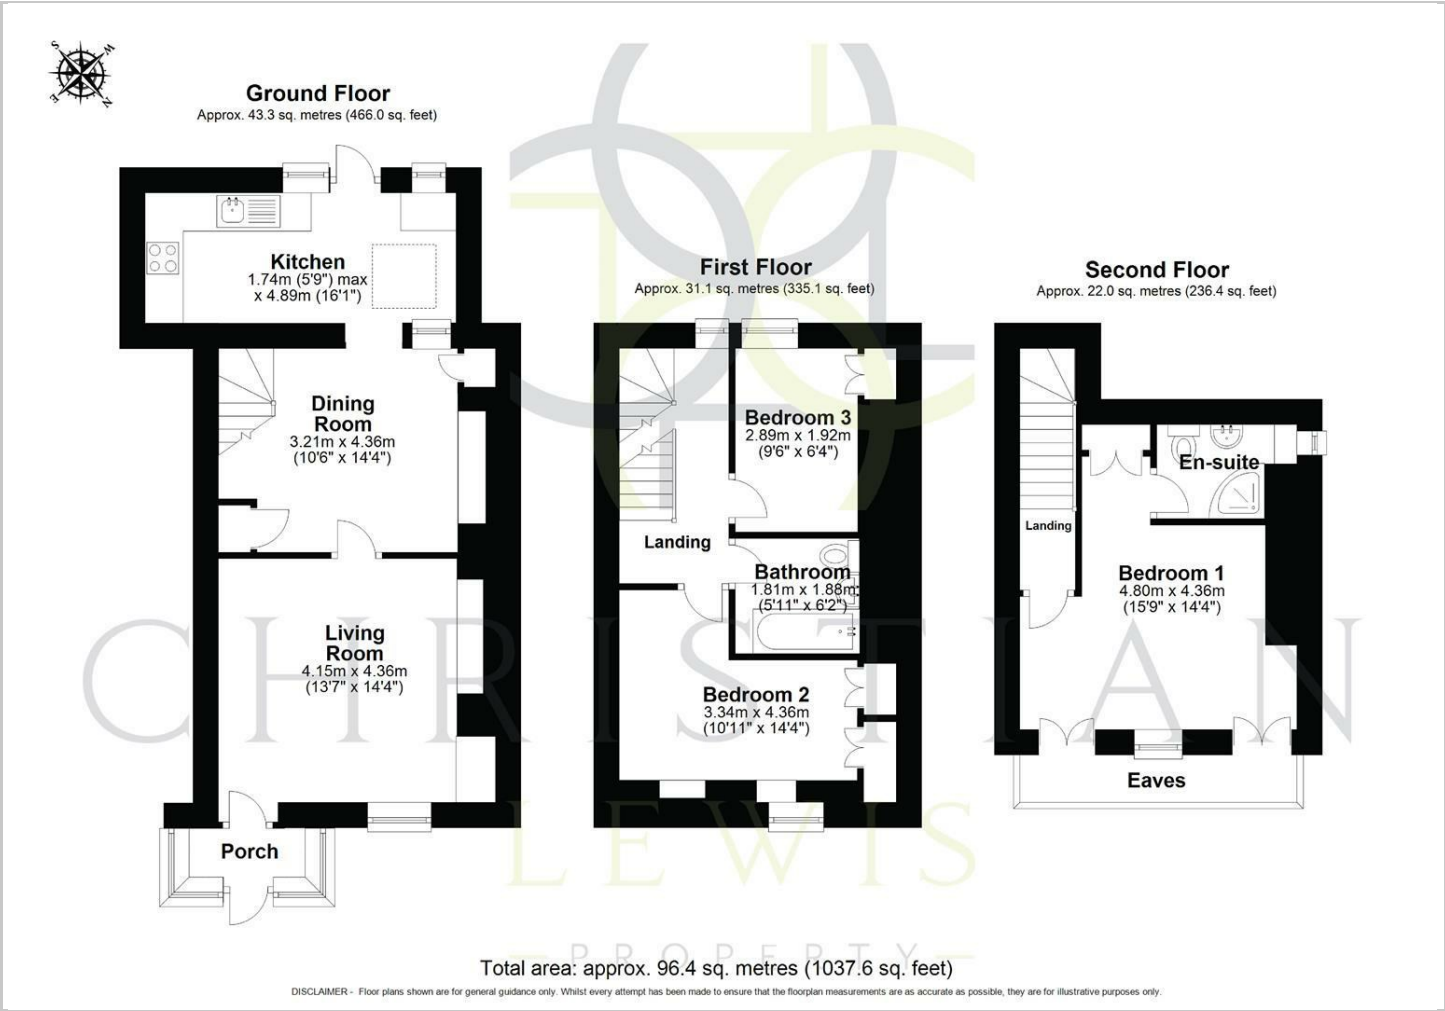 S
W
E
N
Ground Floor
Approx. 43.3 sq. metres (466.0 sq. feet)
Kitchen
1.74m (5'9") max
x 4.89m (16'1")
Dining
Room
3.21m x 4.36m
(10'6" x 14'4")
Living
Room
4.15m x 4.36m
(13'7" x 14'4")
Porch
First Floor
Approx. 31.1 sq. metres (335.1 sq. feet)
Bedroom 3
2.89m x 1.92m
(9'6" x 6'4")
Landing
Bathroom
1.81m x 1.88m
(5'11" x 6'2")
Bedroom 2
3.34m x 4.36m
(10'11" x 14'4")
Second Floor
Approx. 22.0 sq. metres (236.4 sq. feet)
En-suite
Landing
Bedroom 1
4.80m x 4.36m
(15'9" x 14'4")
Eaves
CHRISTIAN
LEWIS
PROPERTY
Total area: approx. 96.4 sq. metres (1037.6 sq. feet)
DISCLAIMER - Floor plans shown are for general guidance only. Whilst every attempt has been made to ensure that the floorplan measurements are as accurate as possible, they are for illustrative purposes only.